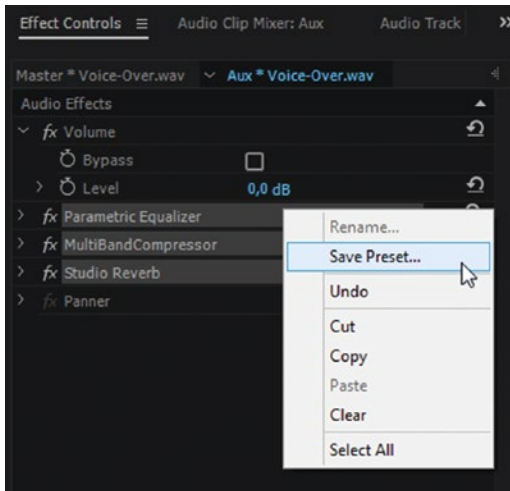 Effect Controls Audio Clip Mixer: Aux Audio Track
Master * Voice-Over.wav Aux * Voice-Over.wav
Audio Effects
fx Volume
Bypass
Level 0,0 dB
fx Parametric Equalizer
fx MultiBandCompressor
fx Studio Reverb
fx Panner
Rename...
Save Preset...
Undo
Cut
Copy
Paste
Clear
Select All